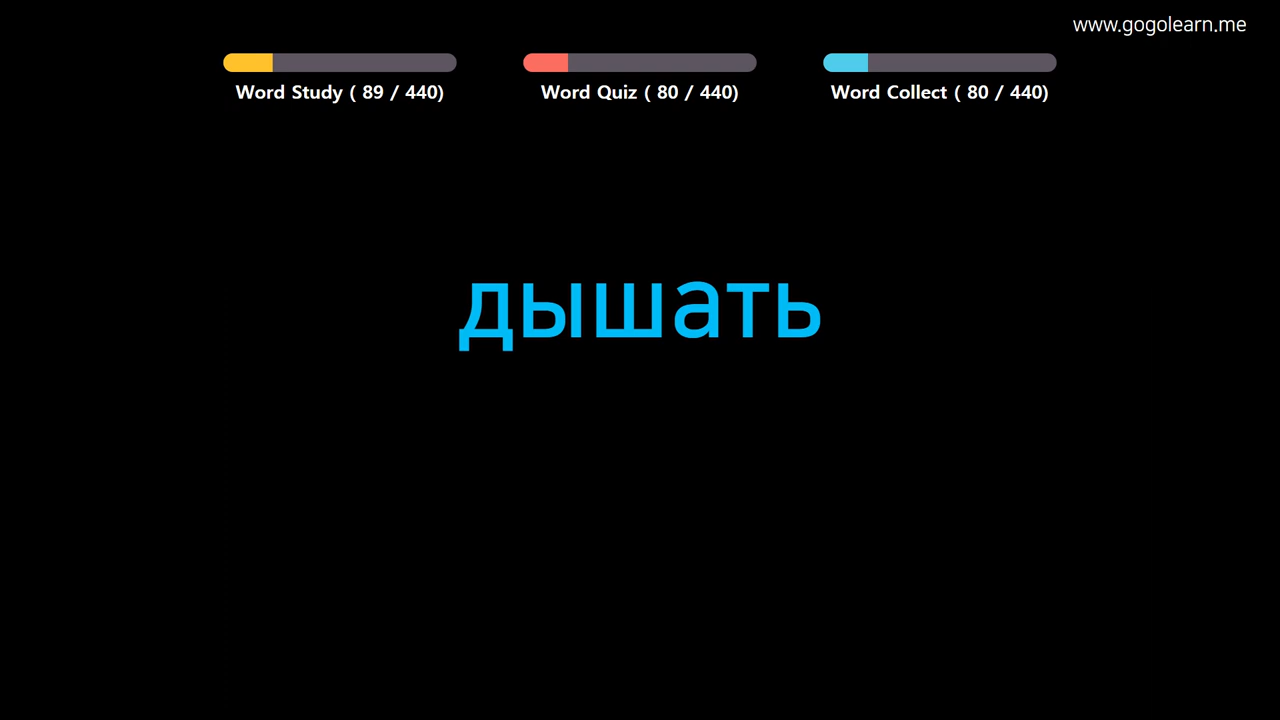 www.gogolearn.me
Word Study ( 89 / 440)
Word Quiz ( 80 / 440)
Word Collect ( 80 / 440)
дышать